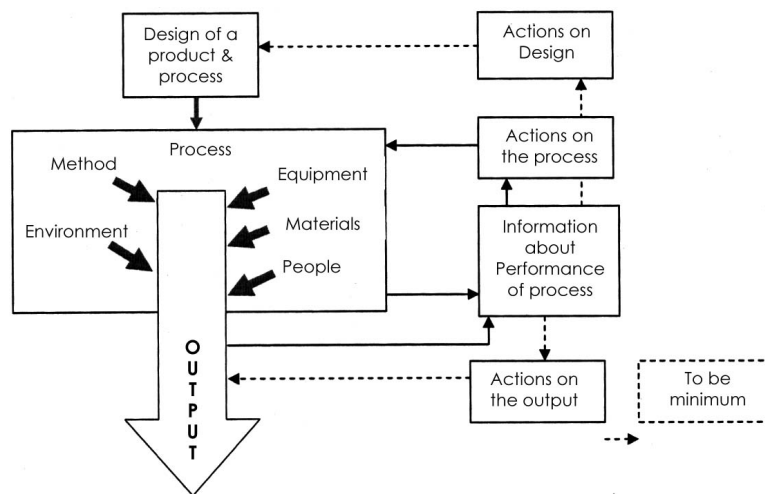 Design of a
product &
process
Actions on
Design
Process
Method
Equipment
Environment
Materials
People
Actions on
the process
Information
about
Performance
of process
OUTPUT
Actions on
the output
To be
minimum